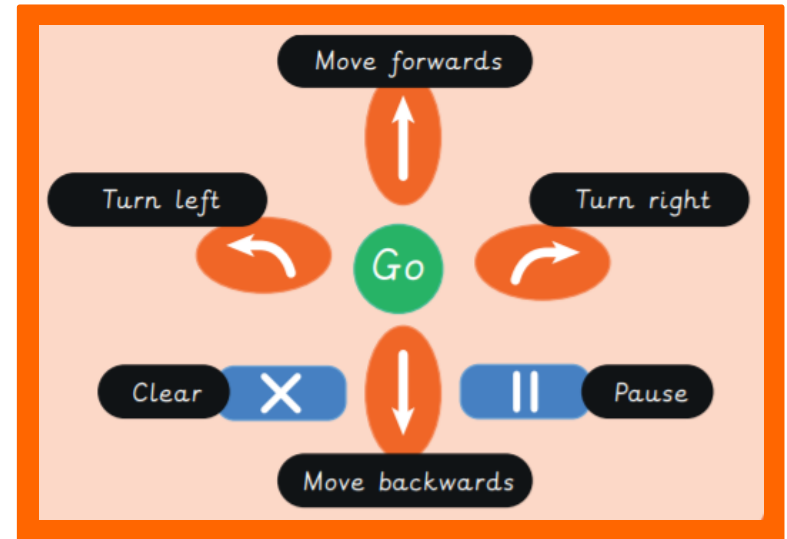 Move forwards
Turn left
Turn right
Go
Clear
Pause
Move backwards